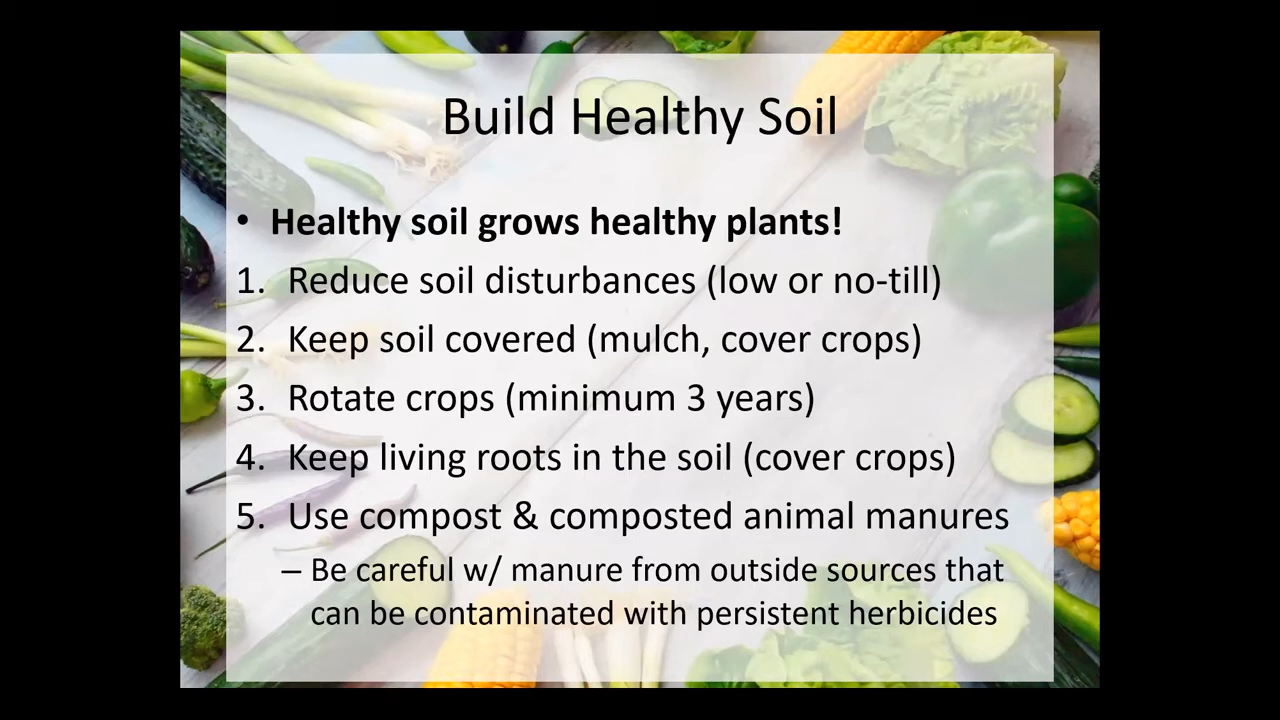 Build Healthy Soil
• Healthy soil grows healthy plants!
1. Reduce soil disturbances (low or no-till)
2. Keep soil covered (mulch, cover crops)
3. Rotate crops (minimum 3 years)
4. Keep living roots in the soil (cover crops)
5. Use compost & composted animal manures
– Be careful w/ manure from outside sources that
can be contaminated with persistent herbicides